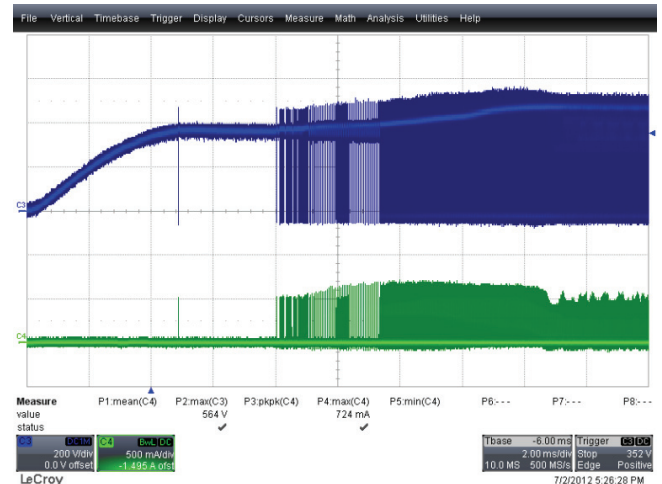 File Vertical Timebase Trigger Display Cursors Measure Math Analysis Utilities Help
C3
C4
Measure P1:mean(C4) P2:max(C3) P3:pkpk(C4) P4:max(C4) P5:min(C4) P6:- - - P7:- - - P8:- - -
value 564 V 724 mA
status
C3 DC1M C4 BwL DC Tbase -6.00 ms Trigger C3 DC
200 V/div 500 mA/div 2.00 ms/div Stop 352 V
0.0 V offset -1.495 A ofst 10.0 MS 500 MS/s Edge Positive
LeCroy 7/2/2012 5:26:28 PM